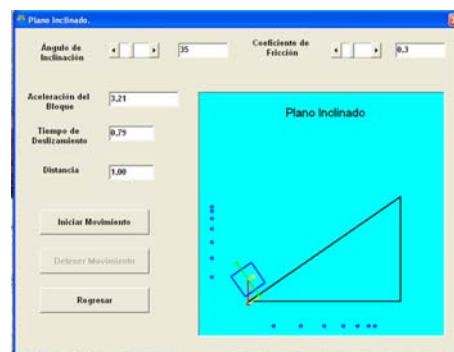 Plano Inclinado.
Ángulo de
Inclinación
35
Coeficiente de
Fricción
0,3
Aceleración del
Bloque
3,21
Tiempo de
Deslizamiento
0,79
Distancia
1,00
Plano Inclinado
Iniciar Movimiento
Detener Movimiento
Regresar